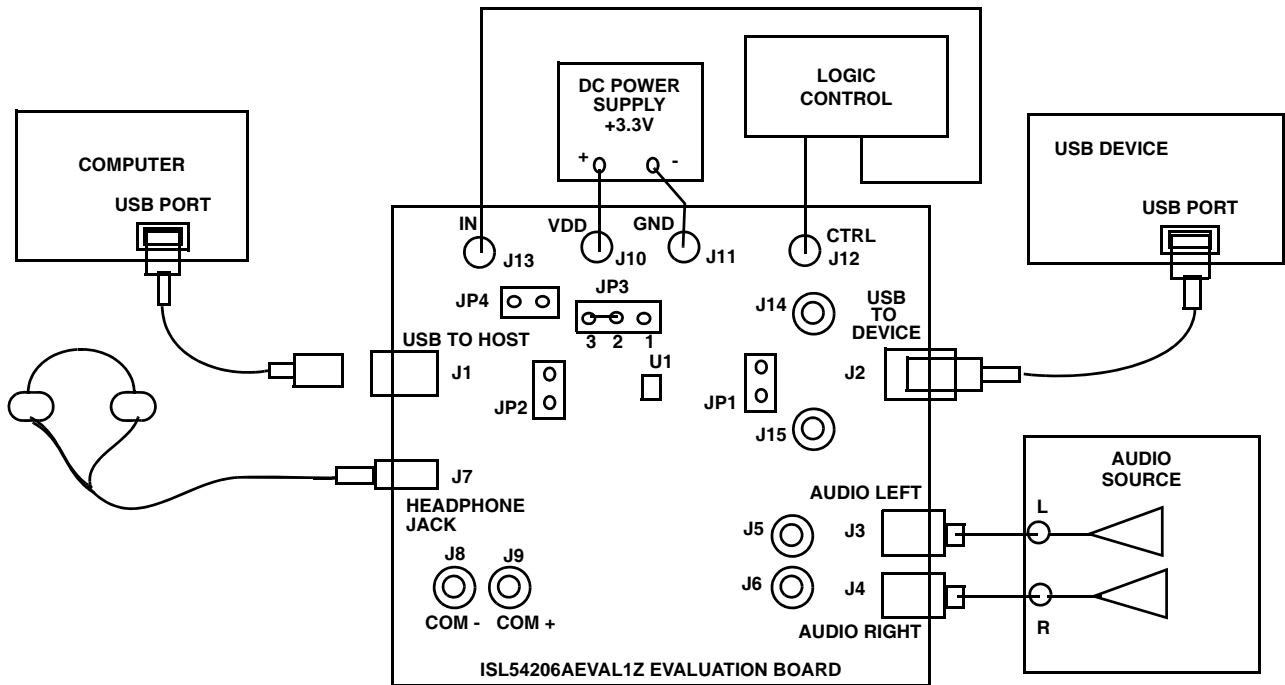 LOGIC
CONTROL
DC POWER
SUPPLY
+3.3V
+ -
COMPUTER
USB PORT
USB DEVICE
USB PORT
IN
J13
VDD
J10
GND
J11
CTRL
J12
JP4
JP3
3 2 1
J14
USB
TO
DEVICE
USB TO HOST
J1
U1
J2
JP2
JP1
J15
J7
HEADPHONE
JACK
AUDIO LEFT
AUDIO
SOURCE
L
J5
J3
J8
J9
J6
J4
COM -
COM +
R
AUDIO RIGHT
ISL54206AEVAL1Z EVALUATION BOARD